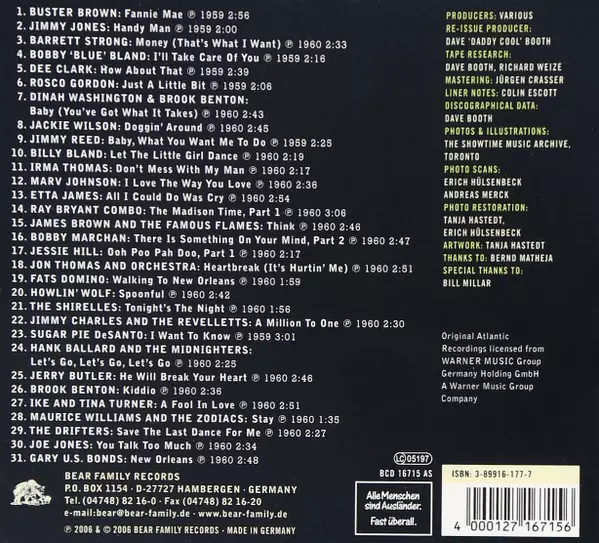 1. BUSTER BROWN: Fannie Mae ℗ 1959 2:56
2. JIMMY JONES: Handy Man ℗ 1959 2:00
3. BARRETT STRONG: Money (That's What I Want) ℗ 1960 2:33
4. BOBBY 'BLUE' BLAND: I'll Take Care Of You ℗ 1959 2:16
5. DEE CLARK: How About That ℗ 1959 2:39
6. ROSCO GORDON: Just A Little Bit ℗ 1959 2:26
7. DINAH WASHINGTON & BROOK BENTON:
Baby (You've Got What It Takes) ℗ 1960 2:43
8. JACKIE WILSON: Doggin' Around ℗ 1960 2:45
9. JIMMY REED: Baby, What You Want Me To Do ℗ 1959 2:25
10. BILLY BLAND: Let The Little Girl Dance ℗ 1960 2:19
11. IRMA THOMAS: Don't Mess With My Man ℗ 1960 2:17
12. MARV JOHNSON: I Love The Way You Love ℗ 1960 2:36
13. ETTA JAMES: All I Could Do Was Cry ℗ 1960 2:54
14. RAY BRYANT COMBO: The Madison Time, Part 1 ℗ 1960 3:06
15. JAMES BROWN AND THE FAMOUS FLAMES: Think ℗ 1960 2:46
16. BOBBY MARCHAN: There Is Something On Your Mind, Part 2 ℗ 1960 2:47
17. JESSIE HILL: Ooh Poo Pah Doo, Part 1 ℗ 1960 2:17
18. JON THOMAS AND ORCHESTRA: Heartbreak (It's Hurtin' Me) ℗ 1960 2:51
19. FATS DOMINO: Walking To New Orleans ℗ 1960 1:59
20. HOWLIN' WOLF: Spoonful ℗ 1960 2:42
21. THE SHIRELLES: Tonight's The Night ℗ 1960 1:56
22. JIMMY CHARLES AND THE REVELLETTS: A Million To One ℗ 1960 2:30
23. SUGAR PIE DeSANTO: I Want To Know ℗ 1959 3:01
24. HANK BALLARD AND THE MIDNIGHTERS:
Let's Go, Let's Go, Let's Go ℗ 1960 2:25
25. JERRY BUTLER: He Will Break Your Heart ℗ 1960 2:46
26. BROOK BENTON: Kiddio ℗ 1960 2:36
27. IKE AND TINA TURNER: A Fool In Love ℗ 1960 2:51
28. MAURICE WILLIAMS AND THE ZODIACS: Stay ℗ 1960 1:35
29. THE DRIFTERS: Save The Last Dance For Me ℗ 1960 2:27
30. JOE JONES: You Talk Too Much ℗ 1960 2:34
31. GARY U.S. BONDS: New Orleans ℗ 1960 2:48
BEAR FAMILY RECORDS
P.O. BOX 1154 - D-27727 HAMBERGEN - GERMANY
Tel. (04748) 82 16-0 - Fax (04748) 82 16-20
e-mail:bear@bear-family.de - www.bear-family.de
℗ 2006 & © 2006 BEAR FAMILY RECORDS - MADE IN GERMANY
PRODUCERS: VARIOUS
RE-ISSUE PRODUCER:
DAVE 'DADDY COOL' BOOTH
TAPE RESEARCH:
DAVE BOOTH, RICHARD WEIZE
MASTERING: JÜRGEN CRASSER
LINER NOTES: COLIN ESCOTT
DISCOGRAPHICAL DATA:
DAVE BOOTH
PHOTOS & ILLUSTRATIONS:
THE SHOWTIME MUSIC ARCHIVE,
TORONTO
PHOTO SCANS:
ERICH HÜLSENBECK
ANDREAS MERCK
PHOTO RESTORATION:
TANJA HASTEDT,
ERICH HÜLSENBECK
ARTWORK: TANJA HASTEDT
THANKS TO: BERND MATHEJA
SPECIAL THANKS TO:
BILL MILLAR
Original Atlantic
Recordings licensed from
WARNER MUSIC Group
Germany Holding GmbH
A Warner Music Group
Company
LC 05197
BCD 16715 AS
Alle Menschen
sind Ausländer.
Fast überall.
ISBN: 3-89916-177-7
4 000127 167156